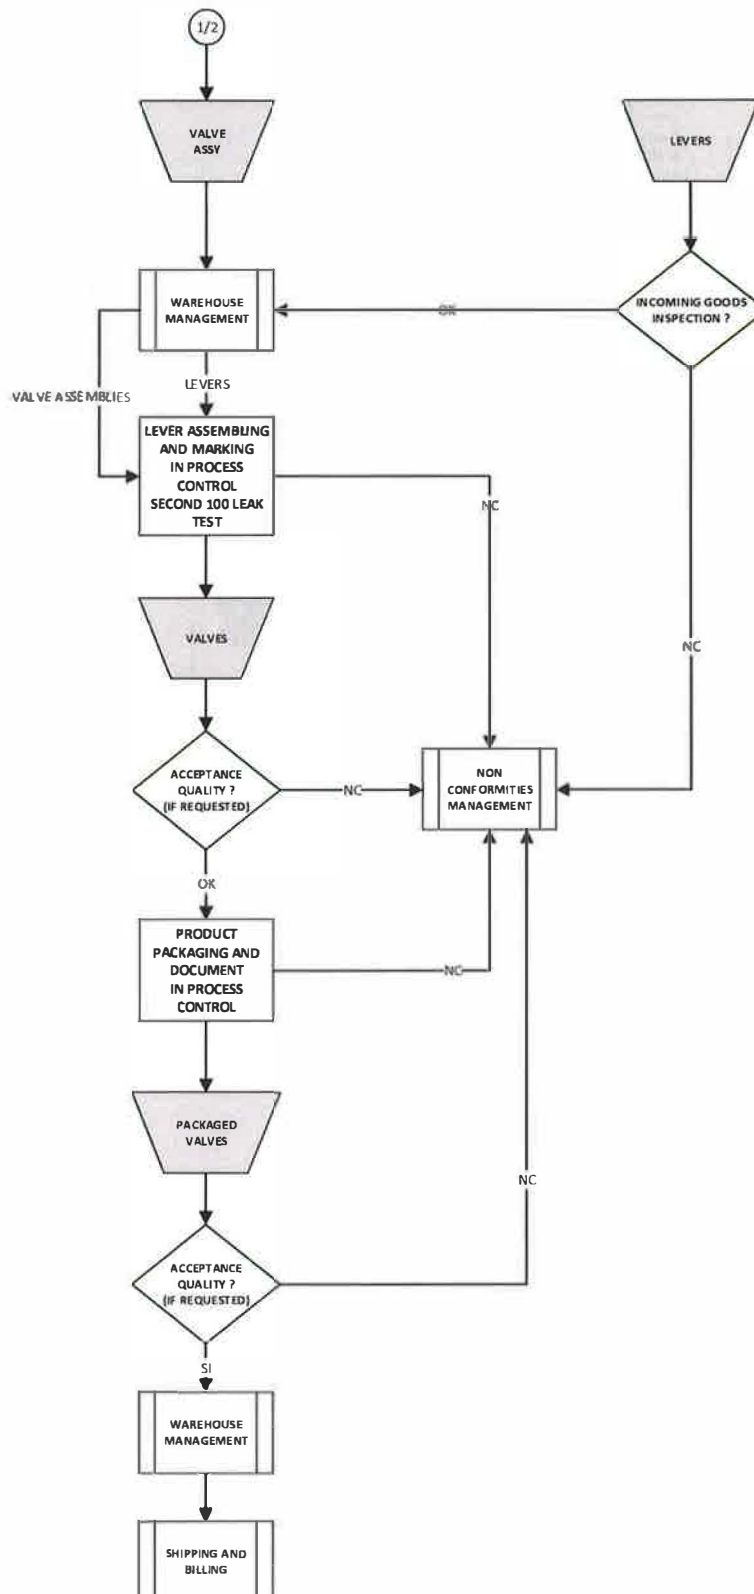 1/2
VALVE
ASSY
LEVERS
INCOMING GOODS
INSPECTION ?
OK
WAREHOUSE
MANAGEMENT
LEVERS
VALVE ASSEMBLIES
LEVER ASSEMBLING
AND MARKING
IN PROCESS
CONTROL
SECOND 100 LEAK
TEST
NC
VALVES
NC
ACCEPTANCE
QUALITY ?
(IF REQUESTED)
NC
NON
CONFORMITIES
MANAGEMENT
OK
PRODUCT
PACKAGING AND
DOCUMENT
IN PROCESS
CONTROL
NC
PACKAGED
VALVES
NC
ACCEPTANCE
QUALITY ?
(IF REQUESTED)
SI
WAREHOUSE
MANAGEMENT
SHIPPING AND
BILLING